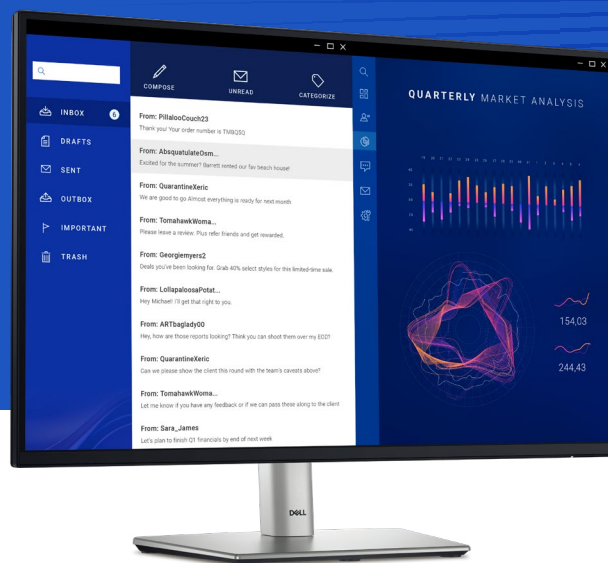 COMPOSE
UNREAD
CATEGORIZE
INBOX 6
DRAFTS
SENT
OUTBOX
IMPORTANT
TRASH
From: PillalooCouch23
Thank you! Your order number is TMBQSQ
From: AbsquatulateOsm...
Excited for the summer? Barrett rented our fav beach house!
From: QuarantineXeric
We are good to go Almost everything is ready for next month
From: TomahawkWoma...
Please leave a review. Plus refer friends and get rewarded.
From: Georgiemyers2
Deals you've been looking for. Grab 40% select styles for this limited-time sale.
From: LollapaloosaPotat...
Hey Michael! I'll get that right to you.
From: ARTbaglady00
Hey, how are those reports looking? Think you can shoot them over my EOD?
From: QuarantineXeric
Can we please show the client this round with the team's caveats above?
From: TomahawkWoma...
Let me know if you have any feedback or if we can pass these along to the client
From: Sara_James
Let's plan to finish Q1 financials by end of next week
QUARTERLY MARKET ANALYSIS
154,03
244,43
DELL